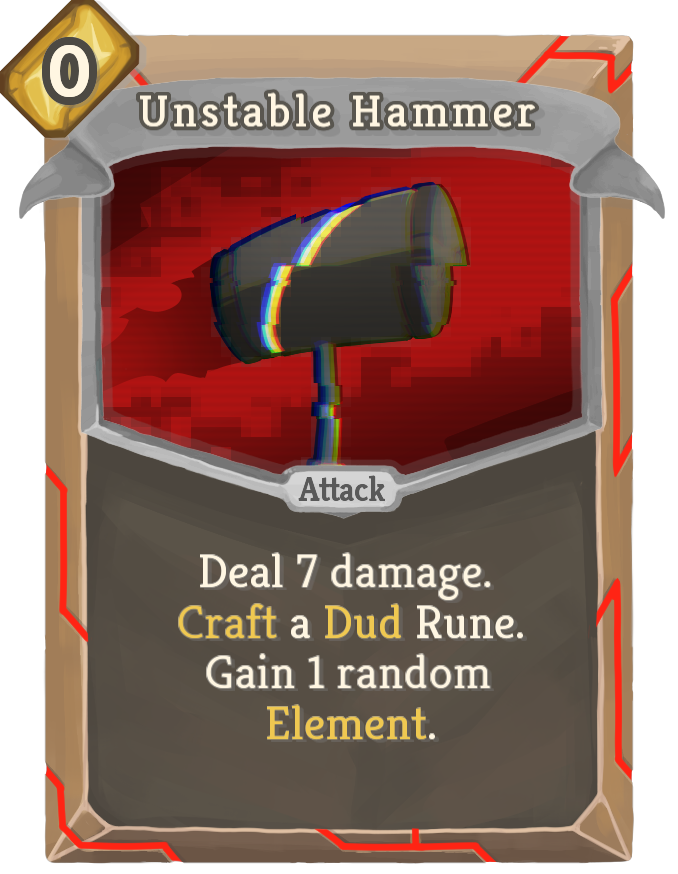 0
Unstable Hammer
Attack
Deal 7 damage.
Craft a Dud Rune.
Gain 1 random
Element.